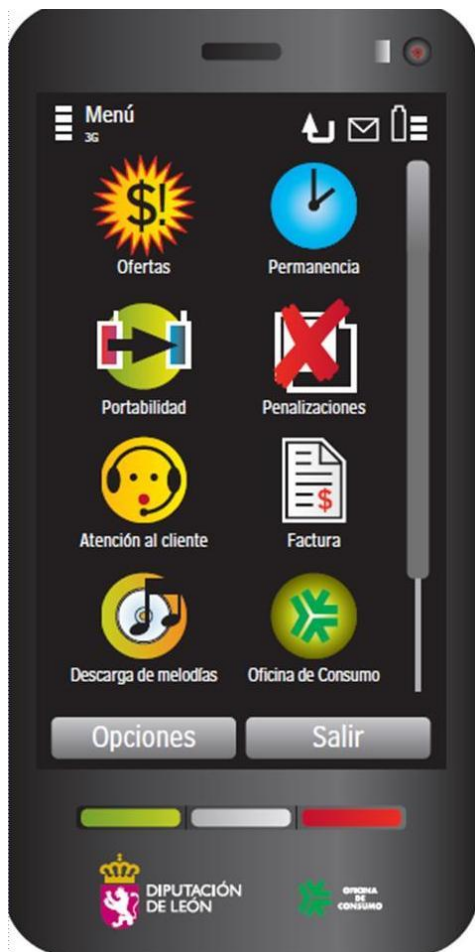 Menú
3G
$!
Ofertas
Permanencia
Portabilidad
Penalizaciones
Atención al cliente
$
Factura
Descarga de melodías
Oficina de Consumo
Opciones
Salir
DIPUTACIÓN
DE LEÓN
OFICINA
DE
CONSUMO